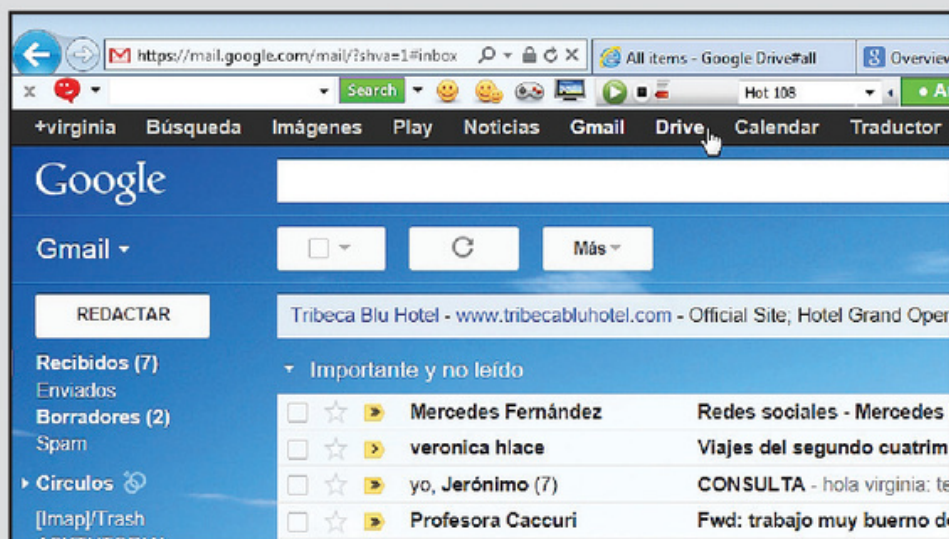 https://mail.google.com/mail/?shva=1#inbox All items - Google Drive#all Overview
x Search Hot 108
+virginia Búsqueda Imágenes Play Noticias Gmail Drive Calendar Traductor
Google
Gmail Más
REDACTAR Tribeca Blu Hotel - www.tribecabluhotel.com - Official Site; Hotel Grand Oper
Recibidos (7) Importante y no leído
Enviados
Borradores (2) Mercedes Fernández Redes sociales - Mercedes
Spam veronica hlace Viajes del segundo cuatrim
Circulos yo, Jerónimo (7) CONSULTA - hola virginia: te
[Imap]/Trash Profesora Caccuri Fwd: trabajo muy buerno de